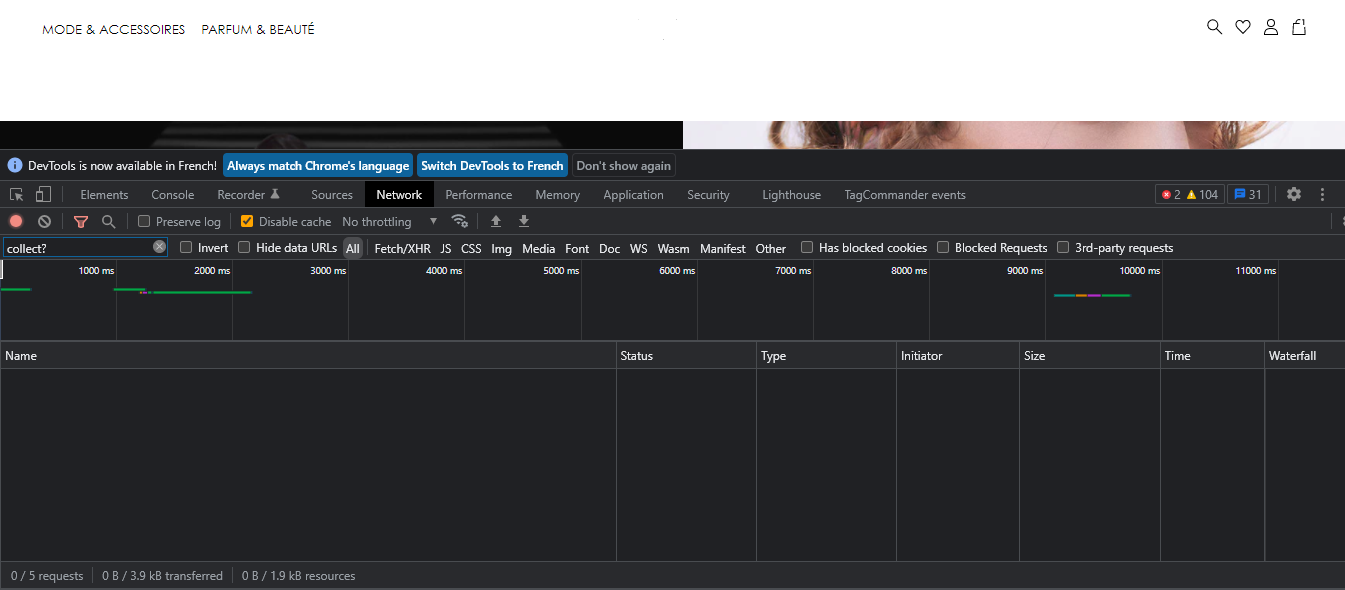 MODE & ACCESSOIRES PARFUM & BEAUTÉ 1
DevTools is now available in French! Always match Chrome's language Switch DevTools to French Don't show again
Elements Console Recorder Sources Network Performance Memory Application Security Lighthouse TagCommander events 2 104 31
Preserve log Disable cache No throttling
collect? Invert Hide data URLs All Fetch/XHR JS CSS Img Media Font Doc WS Wasm Manifest Other Has blocked cookies Blocked Requests 3rd-party requests
1000 ms 2000 ms 3000 ms 4000 ms 5000 ms 6000 ms 7000 ms 8000 ms 9000 ms 10000 ms 11000 ms
Name Status Type Initiator Size Time Waterfall
0 / 5 requests 0 B / 3.9 kB transferred 0 B / 1.9 kB resources